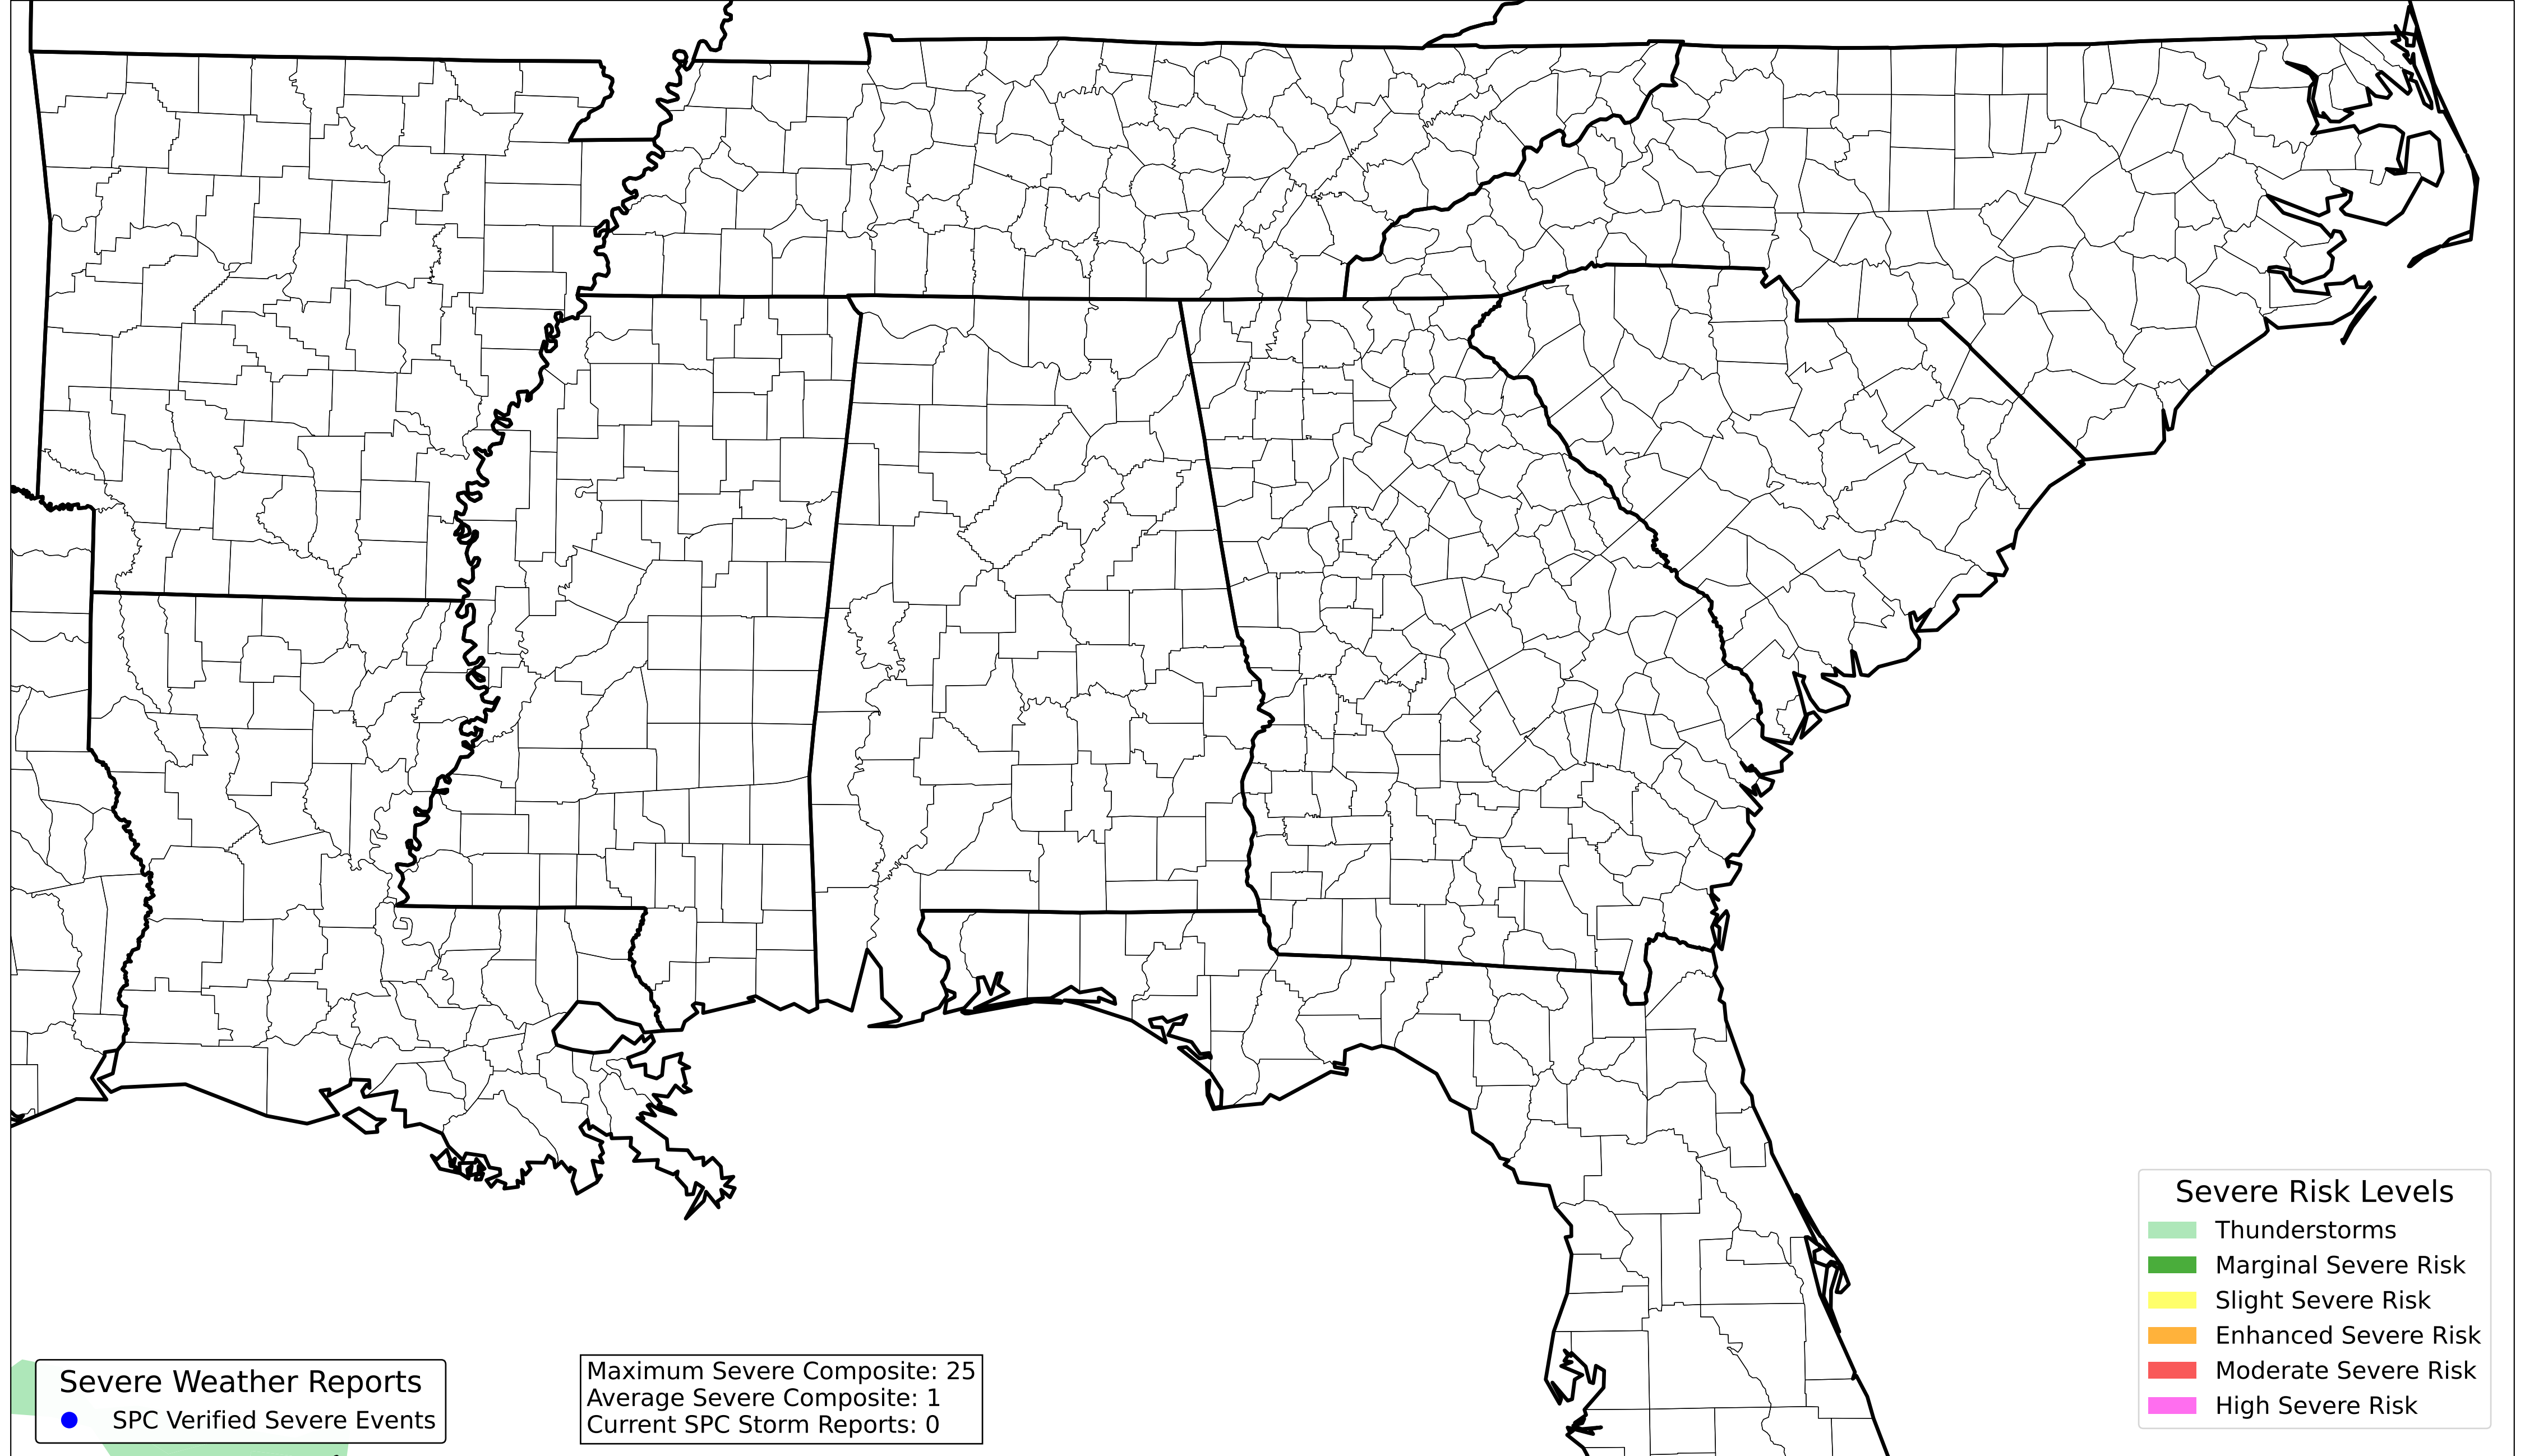 Severe Weather Reports
SPC Verified Severe Events
Maximum Severe Composite: 25
Average Severe Composite: 1
Current SPC Storm Reports: 0
Severe Risk Levels
Thunderstorms
Marginal Severe Risk
Slight Severe Risk
Enhanced Severe Risk
Moderate Severe Risk
High Severe Risk